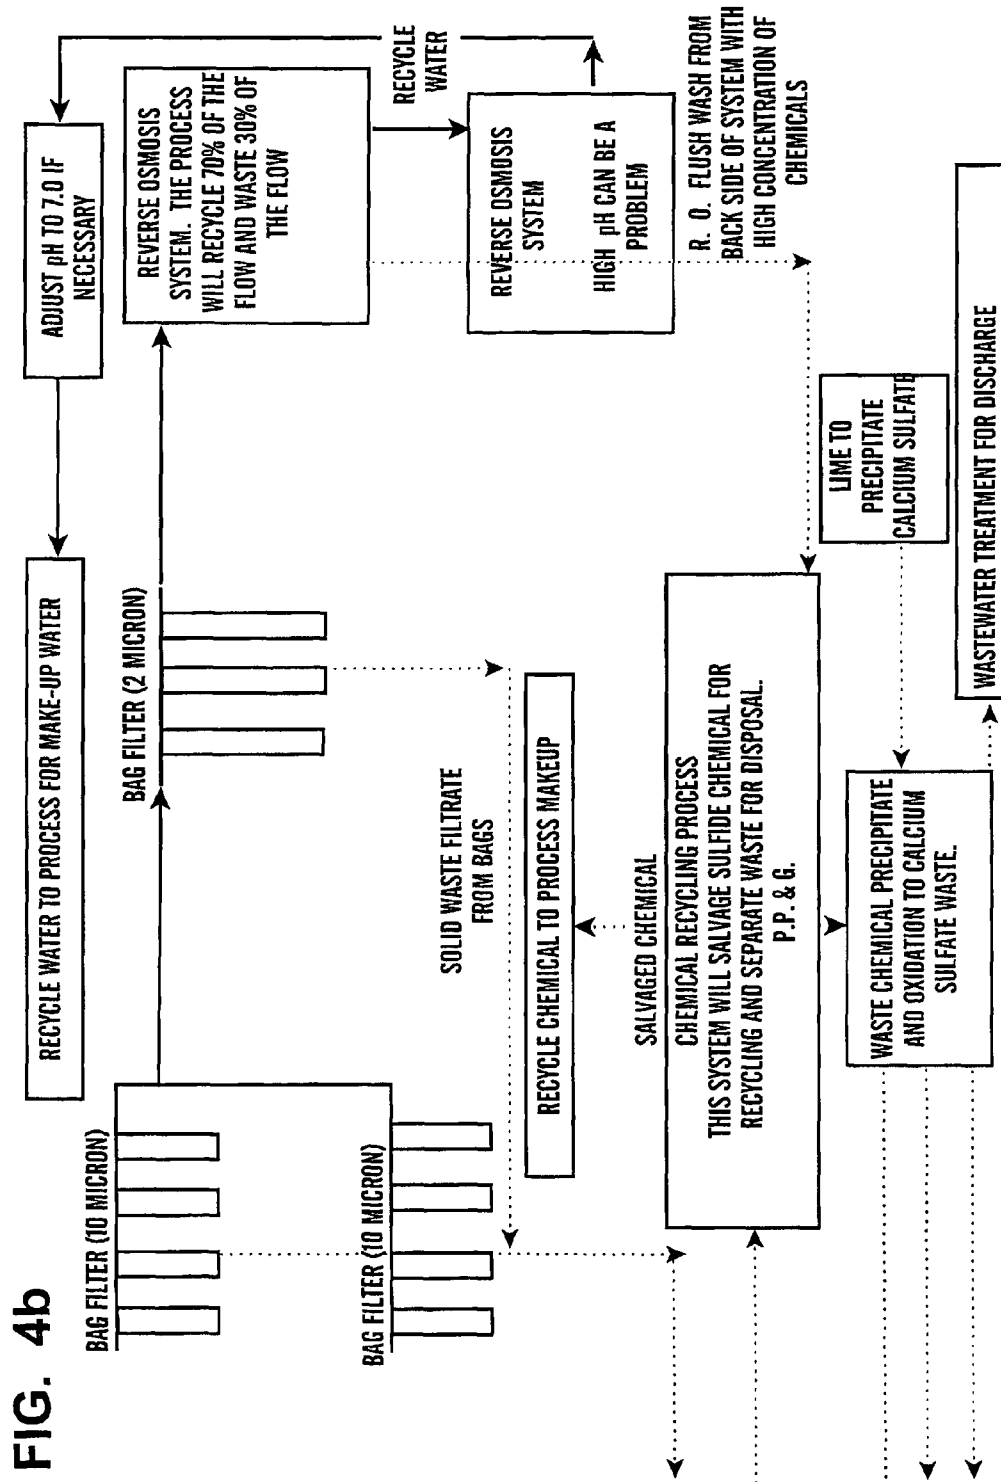 FIG. 4b
RECYCLE WATER TO PROCESS FOR MAKE-UP WATER
ADJUST pH TO 7.0 IF
NECESSARY
BAG FILTER (10 MICRON)
BAG FILTER (2 MICRON)
REVERSE OSMOSIS
SYSTEM. THE PROCESS
WILL RECYCLE 70% OF THE
FLOW AND WASTE 30% OF
THE FLOW
RECYCLE
WATER
BAG FILTER (10 MICRON)
SOLID WASTE FILTRATE
FROM BAGS
REVERSE OSMOSIS
SYSTEM
HIGH pH CAN BE A
PROBLEM
RECYCLE CHEMICAL TO PROCESS MAKEUP
R. O. FLUSH WASH FROM
BACK SIDE OF SYSTEM WITH
HIGH CONCENTRATION OF
CHEMICALS
SALVAGED CHEMICAL
CHEMICAL RECYCLING PROCESS
THIS SYSTEM WILL SALVAGE SULFIDE CHEMICAL FOR
RECYCLING AND SEPARATE WASTE FOR DISPOSAL.
P.P. & G.
LIME TO
PRECIPITATE
CALCIUM SULFATE
WASTE CHEMICAL PRECIPITATE
AND OXIDATION TO CALCIUM
SULFATE WASTE.
WASTEWATER TREATMENT FOR DISCHARGE